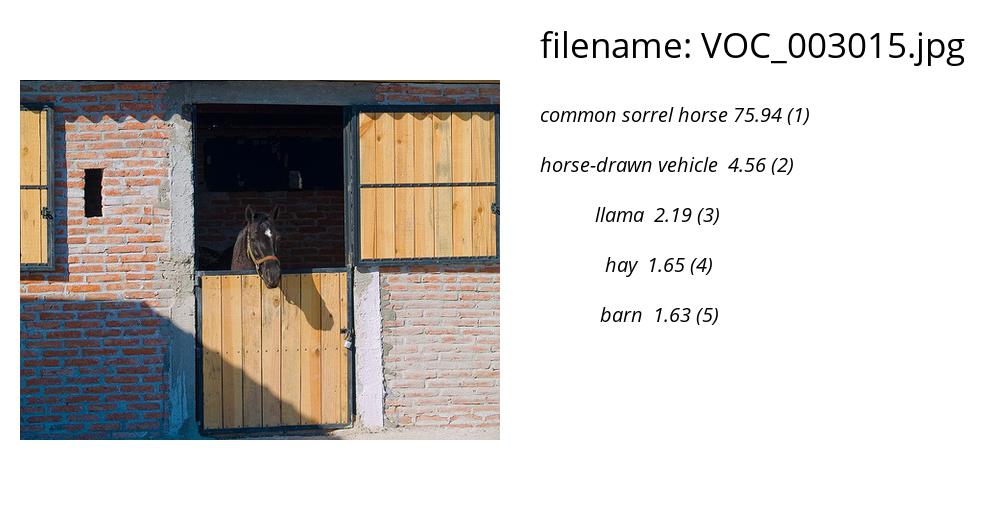 filename: VOC_003015.jpg
common sorrel horse 75.94 (1)
horse-drawn vehicle 4.56 (2)
llama 2.19 (3)
hay 1.65 (4)
barn 1.63 (5)